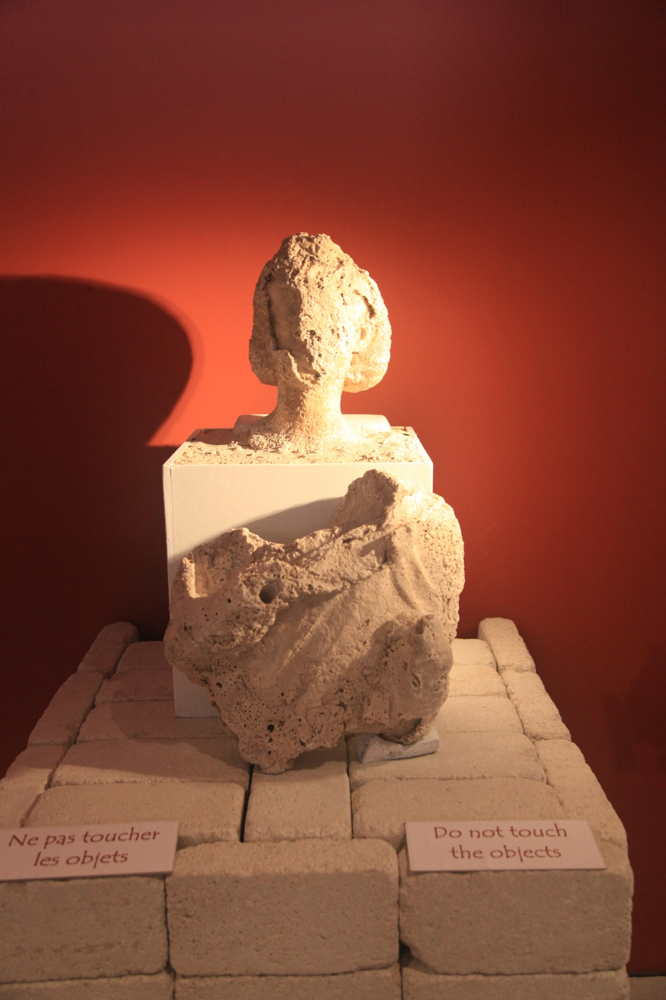 Ne pas toucher
les objets
Do not touch
the objects